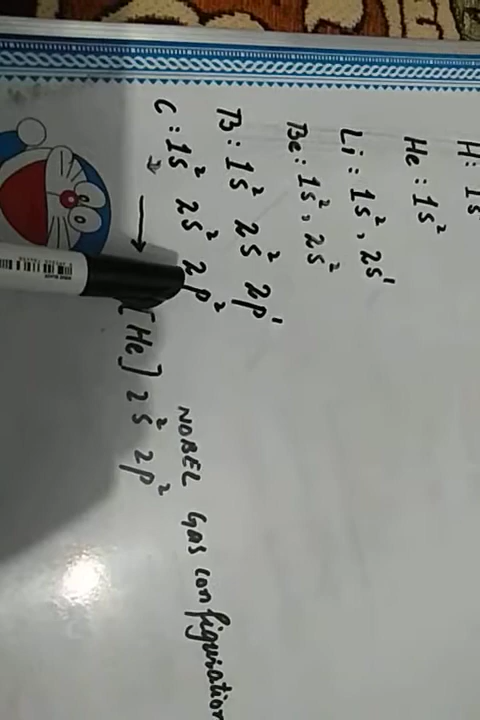 H: 1s
He: 1s²
Li: 1s², 2s¹
Be: 1s², 2s²
B: 1s² 2s² 2p¹
C: 1s² 2s² 2p²
NOBEL GAS configuration
→ [He] 2s² 2p²